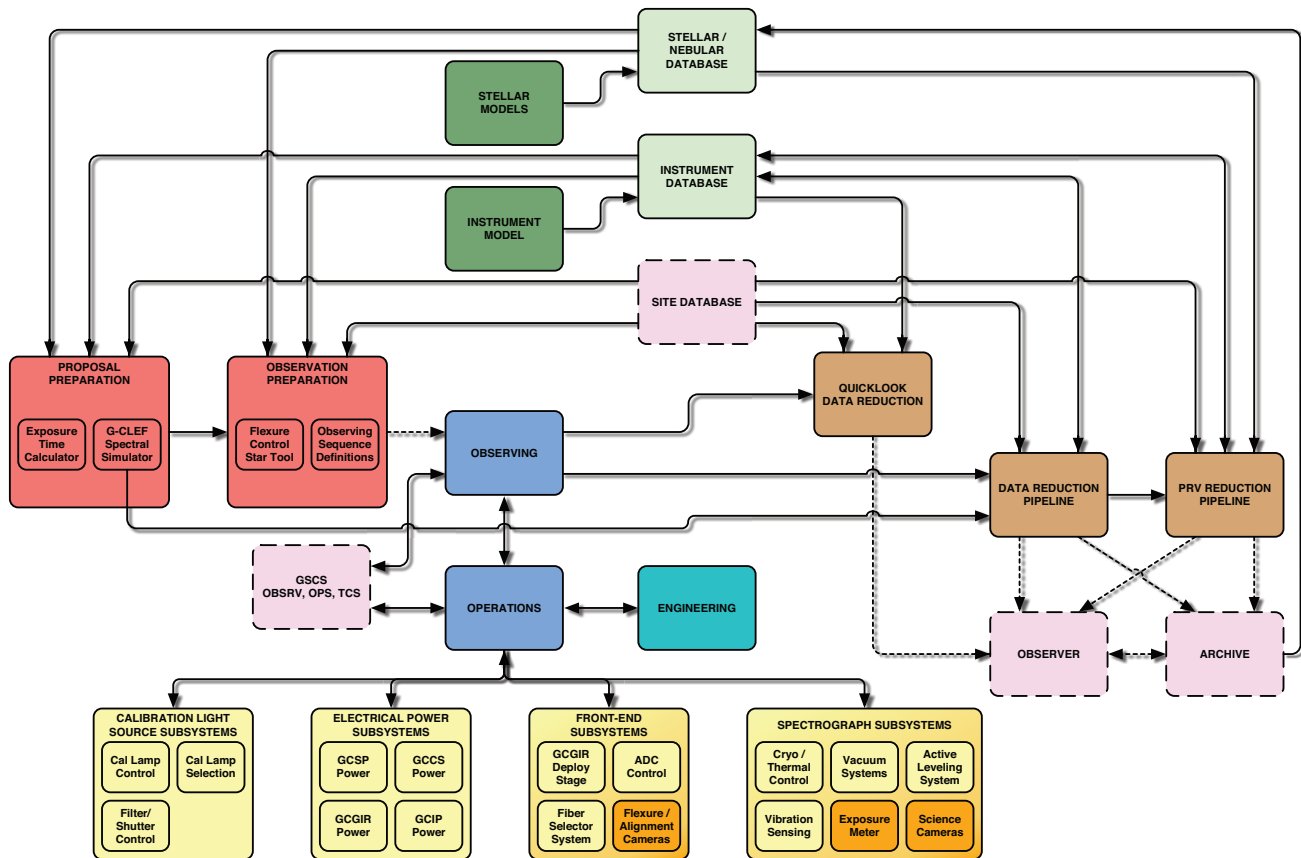 STELLAR /
NEBULAR
DATABASE
STELLAR
MODELS
INSTRUMENT
DATABASE
INSTRUMENT
MODEL
SITE DATABASE
PROPOSAL
PREPARATION
Exposure
Time
Calculator
G-CLEF
Spectral
Simulator
OBSERVATION
PREPARATION
Flexure
Control
Star Tool
Observing
Sequence
Definitions
QUICKLOOK
DATA REDUCTION
OBSERVING
DATA REDUCTION
PIPELINE
PRV REDUCTION
PIPELINE
GSCS
OBSRV, OPS, TCS
OPERATIONS
ENGINEERING
OBSERVER
ARCHIVE
CALIBRATION LIGHT
SOURCE SUBSYSTEMS
Cal Lamp
Control
Cal Lamp
Selection
Filter/
Shutter
Control
ELECTRICAL POWER
SUBSYSTEMS
GCSP
Power
GCCS
Power
GCGIR
Power
GCIP
Power
FRONT-END
SUBSYSTEMS
GCGIR
Deploy
Stage
ADC
Control
Fiber
Selector
System
Flexure /
Alignment
Cameras
SPECTROGRAPH SUBSYSTEMS
Cryo /
Thermal
Control
Vacuum
Systems
Active
Leveling
System
Vibration
Sensing
Exposure
Meter
Science
Cameras